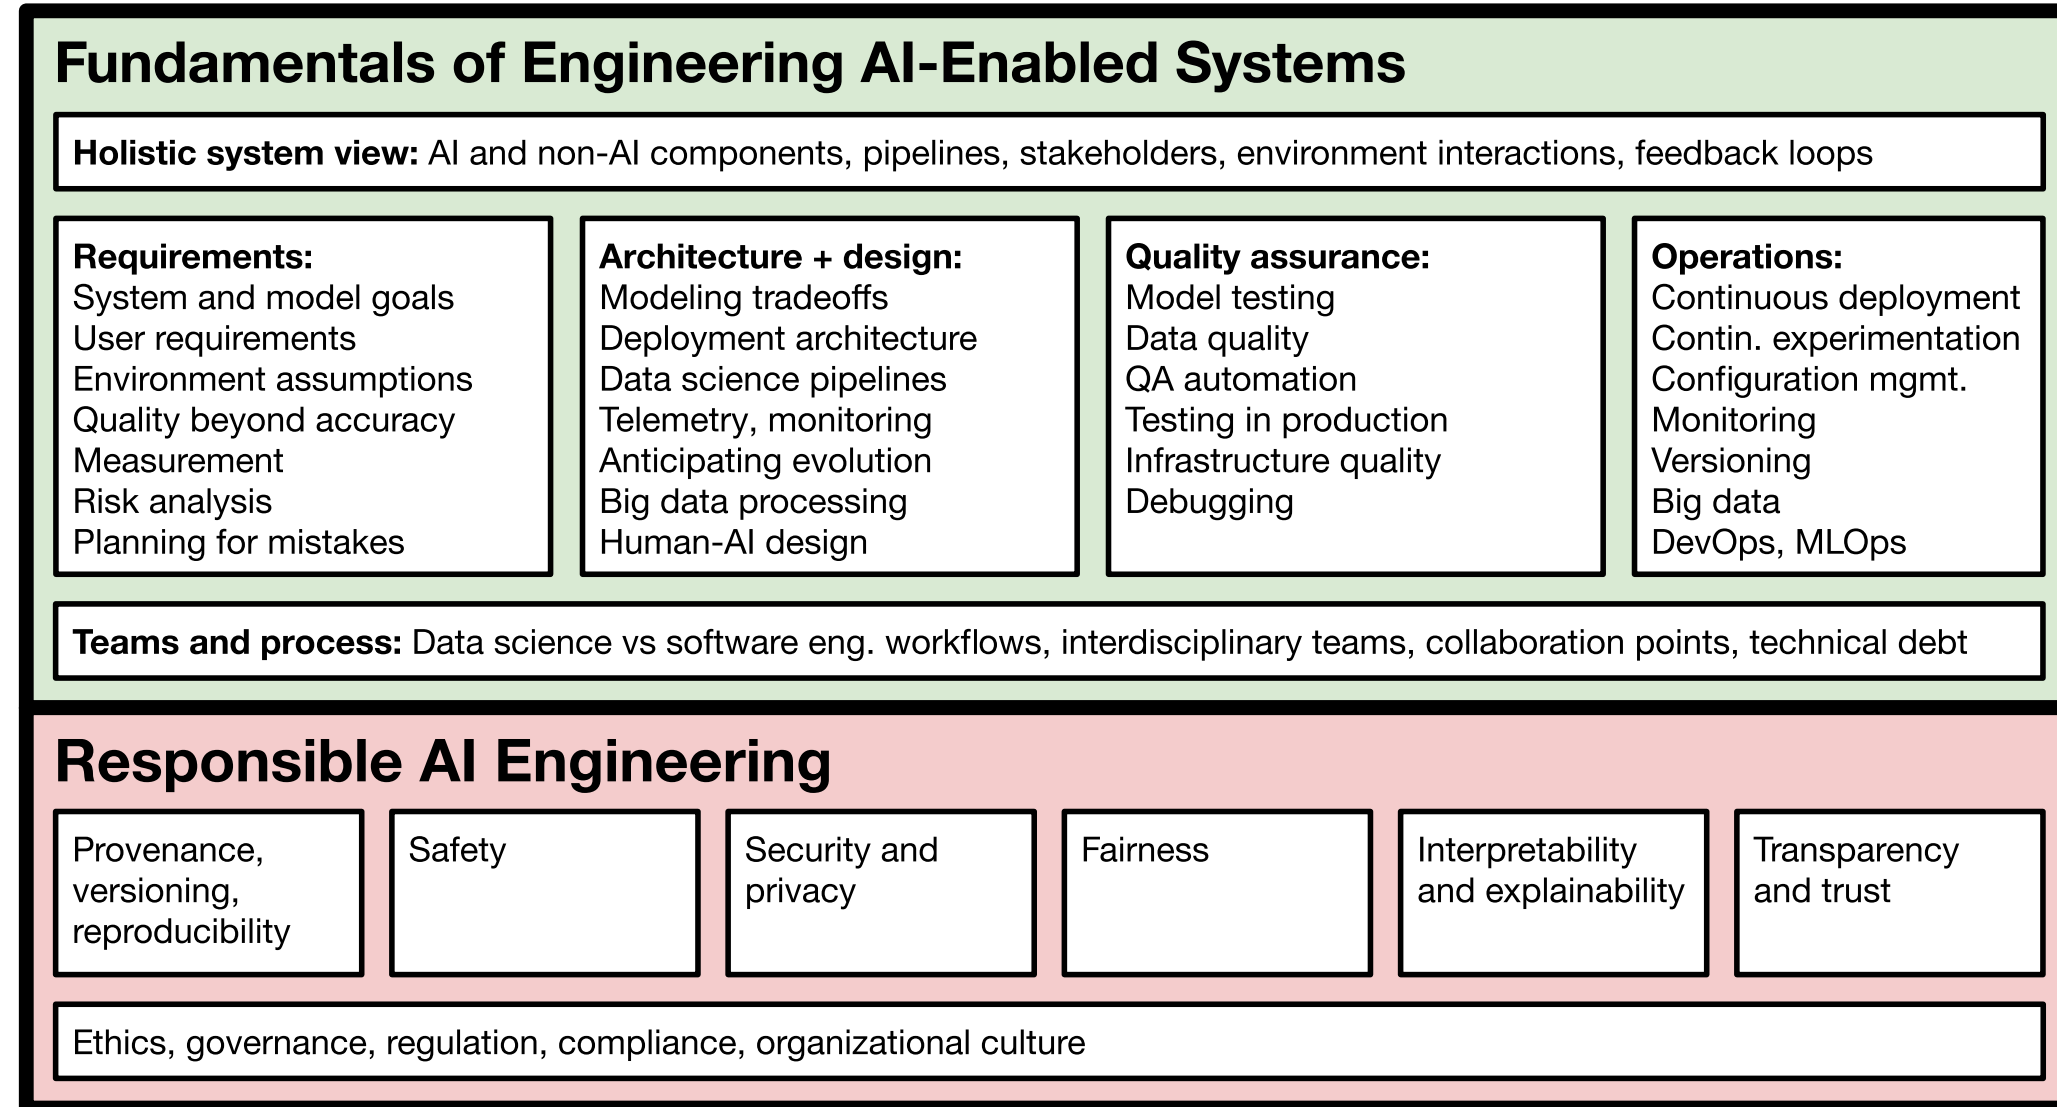 Fundamentals of Engineering AI-Enabled Systems
Holistic system view: AI and non-AI components, pipelines, stakeholders, environment interactions, feedback loops
Requirements:
System and model goals
User requirements
Environment assumptions
Quality beyond accuracy
Measurement
Risk analysis
Planning for mistakes
Architecture + design:
Modeling tradeoffs
Deployment architecture
Data science pipelines
Telemetry, monitoring
Anticipating evolution
Big data processing
Human-AI design
Quality assurance:
Model testing
Data quality
QA automation
Testing in production
Infrastructure quality
Debugging
Operations:
Continuous deployment
Contin. experimentation
Configuration mgmt.
Monitoring
Versioning
Big data
DevOps, MLOps
Teams and process: Data science vs software eng. workflows, interdisciplinary teams, collaboration points, technical debt
Responsible AI Engineering
Provenance,
versioning,
reproducibility
Safety
Security and
privacy
Fairness
Interpretability
and explainability
Transparency
and trust
Ethics, governance, regulation, compliance, organizational culture